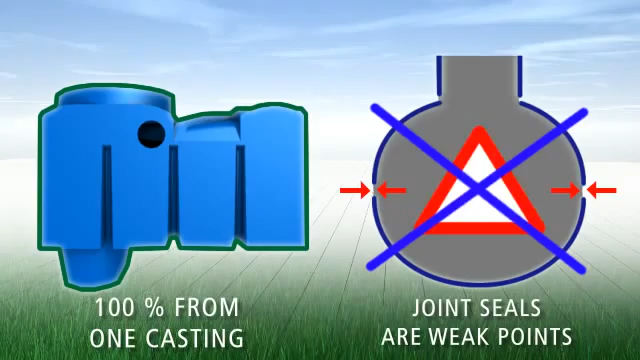 100 % FROM
ONE CASTING
JOINT SEALS
ARE WEAK POINTS